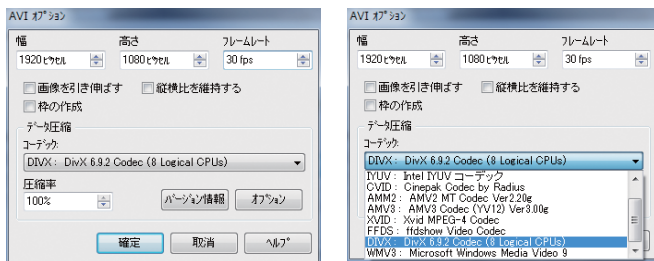 AVI ｵﾌﾟｼｮﾝ
幅 高さ フレームレート
1920 ﾋﾟｸｾﾙ 1080 ﾋﾟｸｾﾙ 30 fps
画像を引き伸ばす 縦横比を維持する
枠の作成
ﾃﾞｰﾀ圧縮
ｺｰﾃﾞｯｸ:
DIVX : DivX 6.9.2 Codec (8 Logical CPUs)
圧縮率
100% ﾊﾞｰｼﾞｮﾝ情報 ｵﾌﾟｼｮﾝ
確定 取消 ﾍﾙﾌﾟ
AVI ｵﾌﾟｼｮﾝ
幅 高さ フレームレート
1920 ﾋﾟｸｾﾙ 1080 ﾋﾟｸｾﾙ 30 fps
画像を引き伸ばす 縦横比を維持する
枠の作成
ﾃﾞｰﾀ圧縮
ｺｰﾃﾞｯｸ:
DIVX : DivX 6.9.2 Codec (8 Logical CPUs)
IYUV : Intel IYUV コーデック
CVID : Cinepak Codec by Radius
AMM2 : AMV2 MT Codec Ver2.20g
AMV3 : AMV3 Codec (YV12) Ver3.00g
XVID : Xvid MPEG-4 Codec
FFDS : ffdshow Video Codec
DIVX : DivX 6.9.2 Codec (8 Logical CPUs)
WMV3 : Microsoft Windows Media Video 9